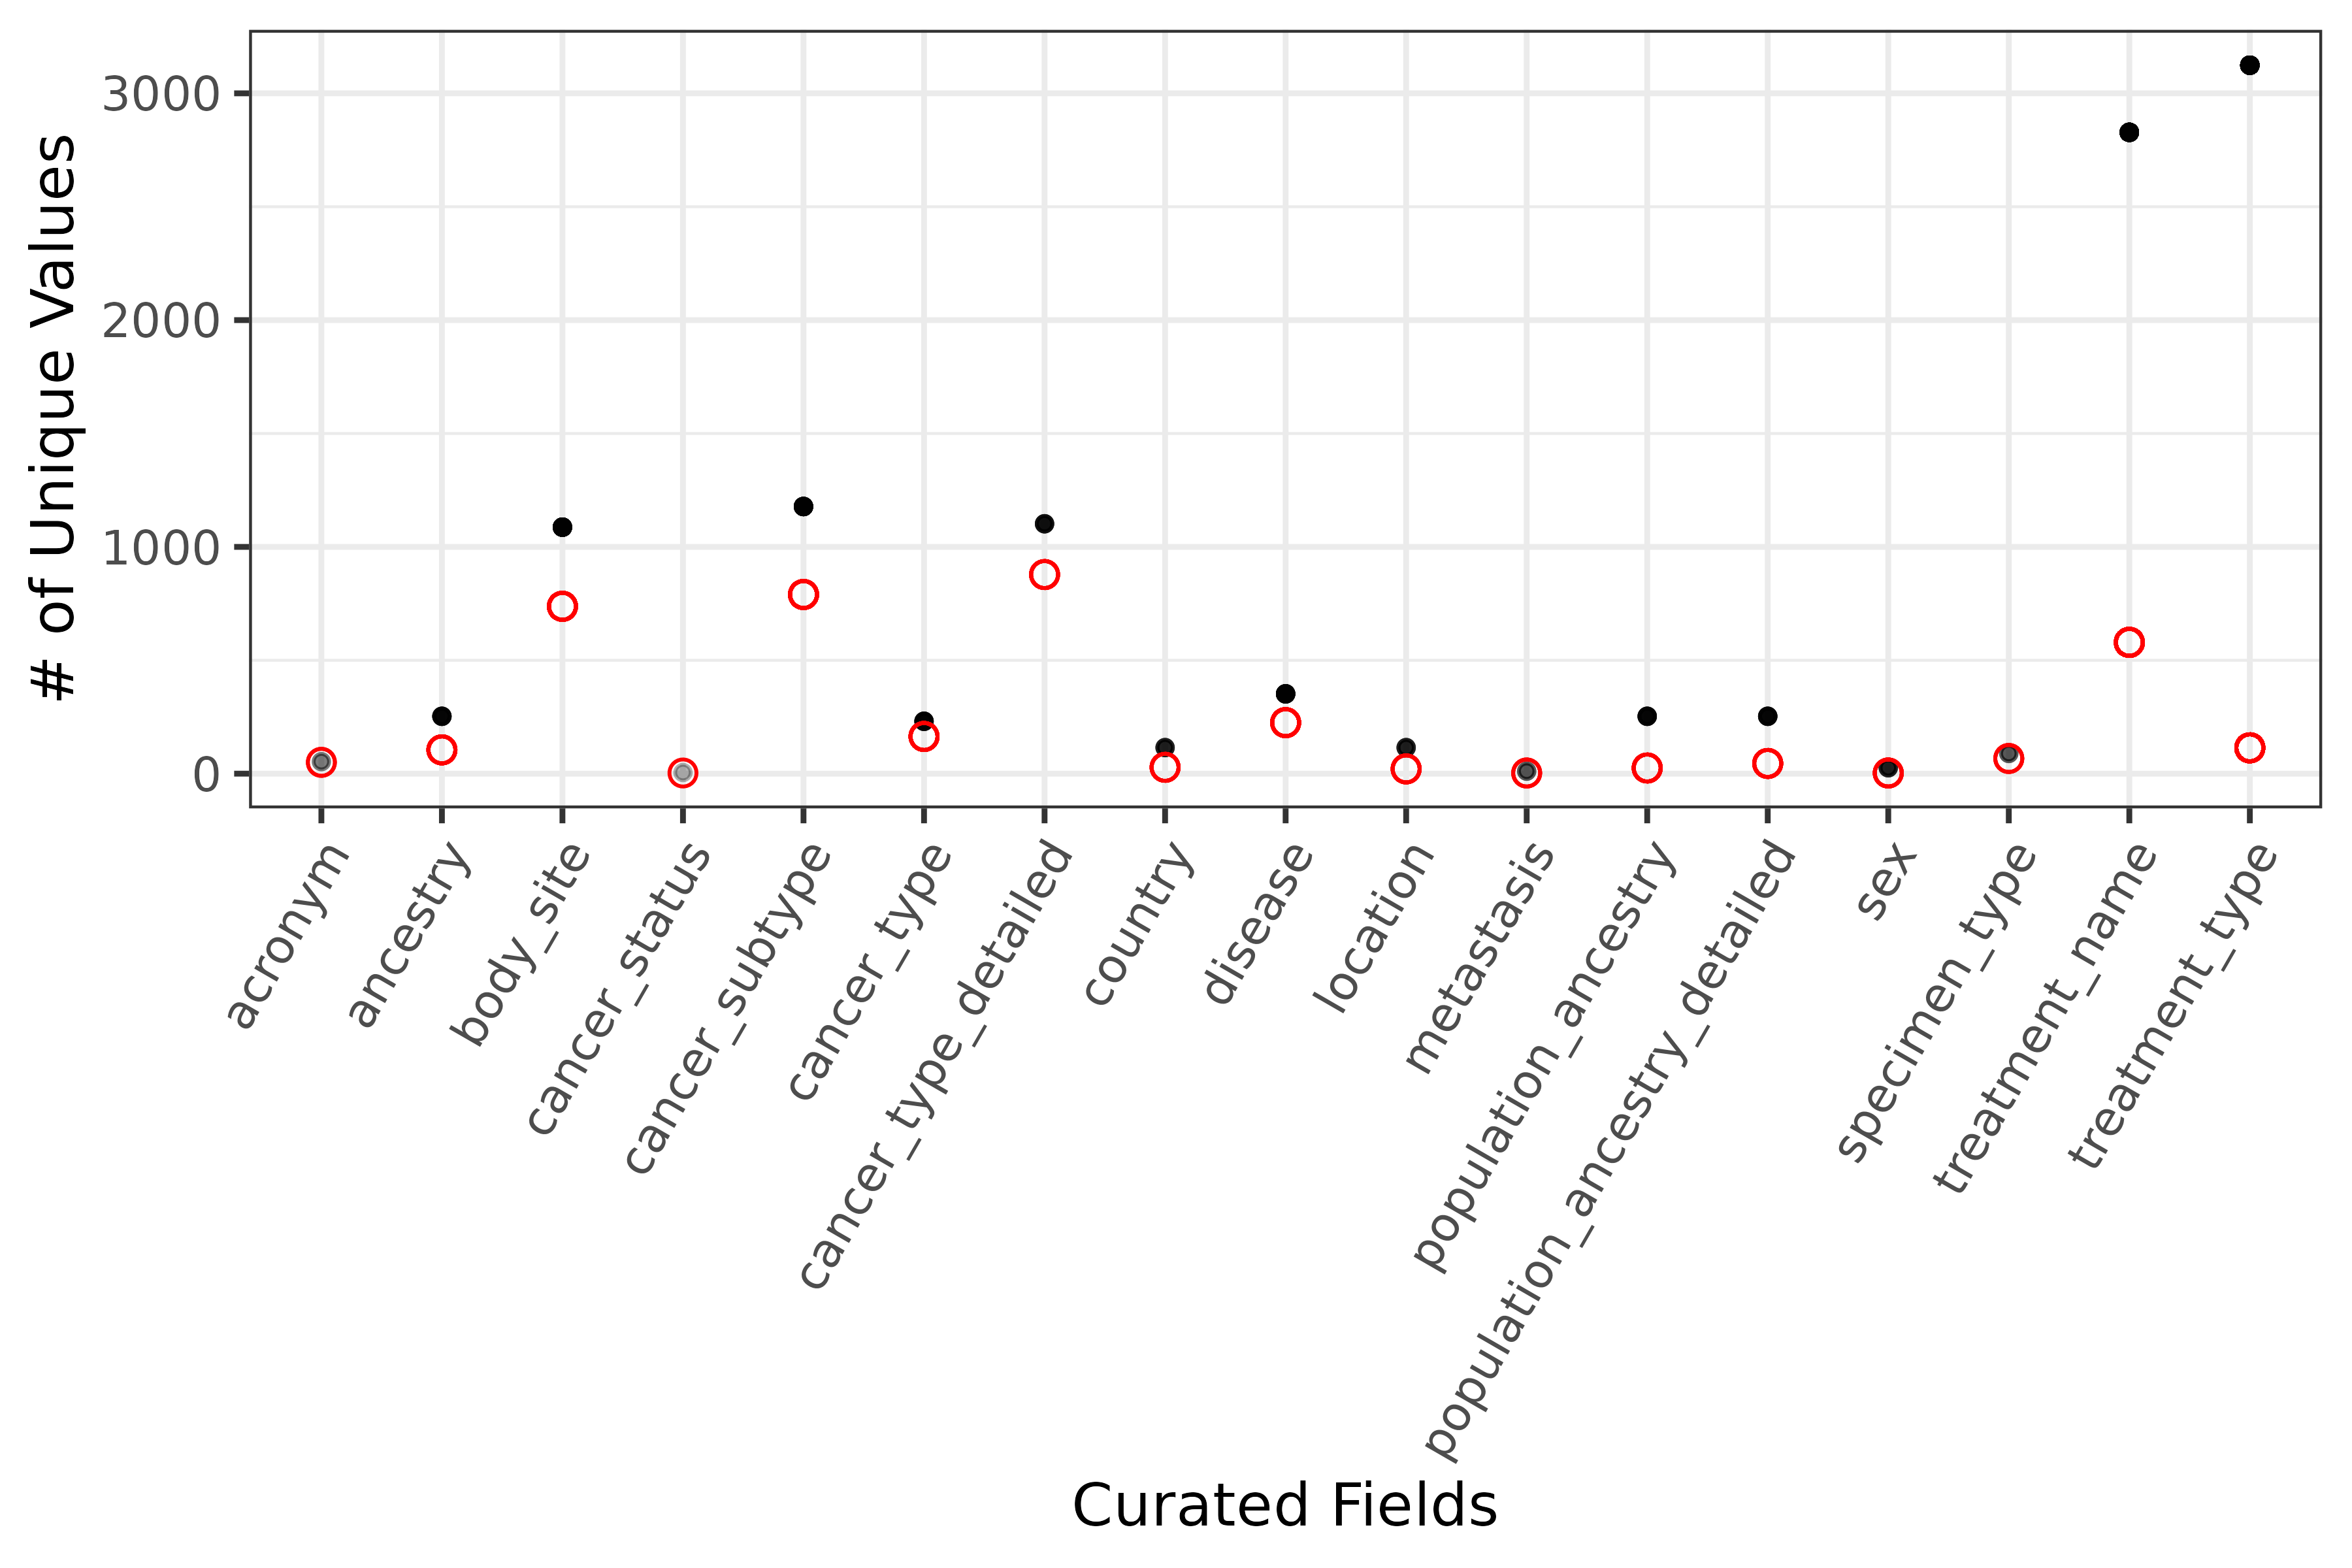 # of Unique Values
3000
2000
1000
0
acronym
ancestry
body_site
cancer_status
cancer_subtype
cancer_type
cancer_type_detailed
country
disease
location
metastasis
population_ancestry
population_ancestry_detailed
sex
specimen_type
treatment_name
treatment_type
Curated Fields